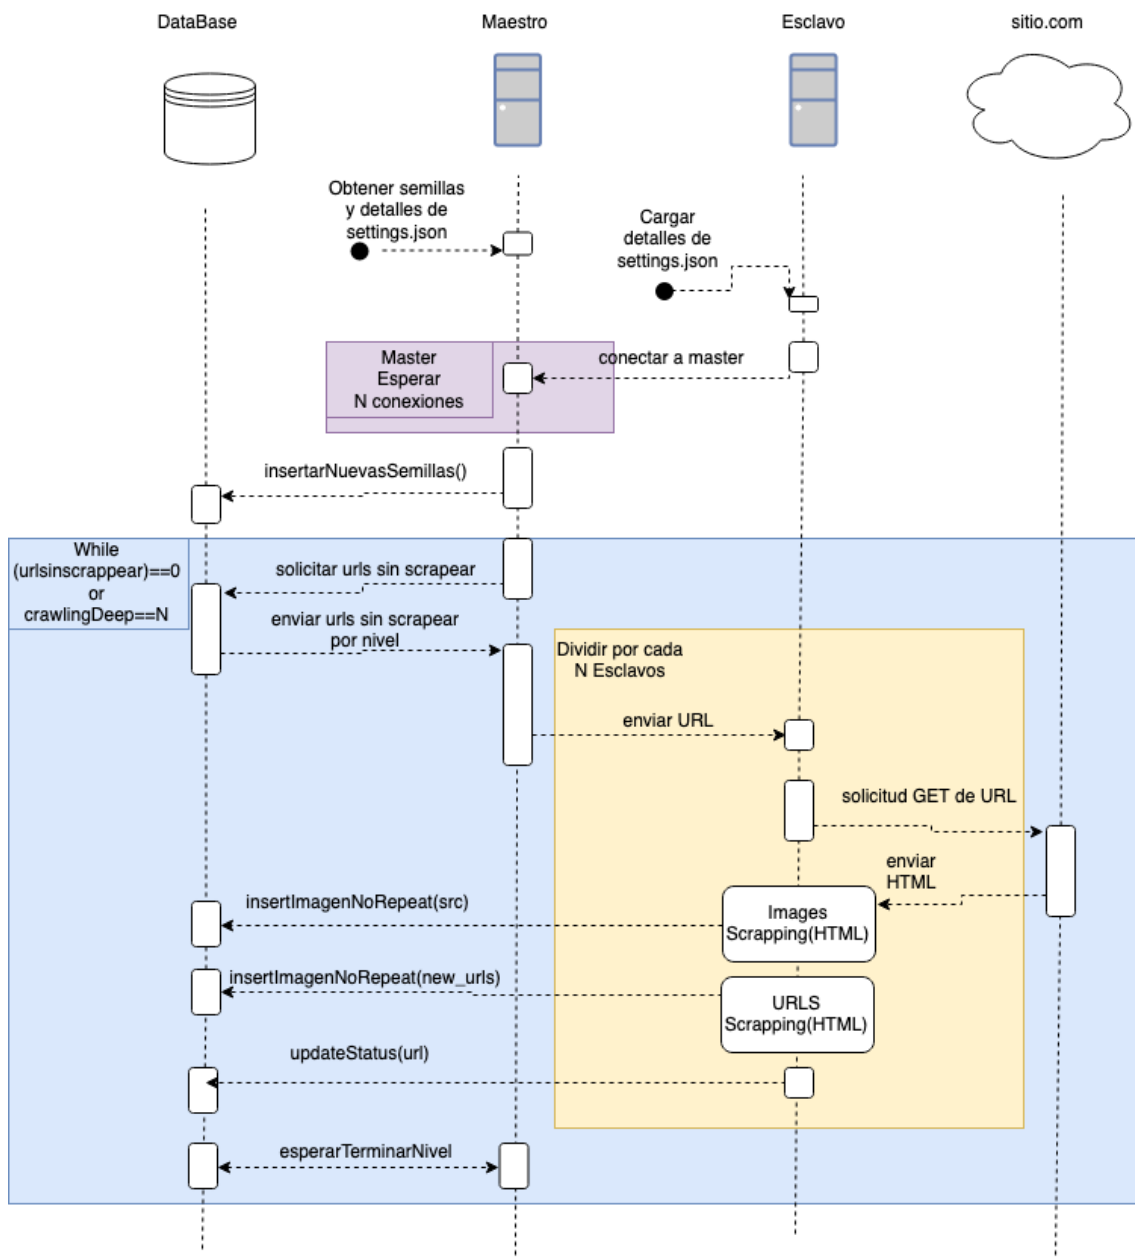 DataBase
Maestro
Esclavo
sitio.com
Obtener semillas
y detalles de
settings.json
Cargar
detalles de
settings.json
Master
Esperar
N conexiones
conectar a master
insertarNuevasSemillas()
While
(urlsinscrappear)==0
or
crawlingDeep==N
solicitar urls sin scrapear
enviar urls sin scrapear
por nivel
Dividir por cada
N Esclavos
enviar URL
solicitud GET de URL
enviar
HTML
insertImagenNoRepeat(src)
Images
Scrapping(HTML)
insertImagenNoRepeat(new_urls)
URLS
Scrapping(HTML)
updateStatus(url)
esperarTerminarNivel